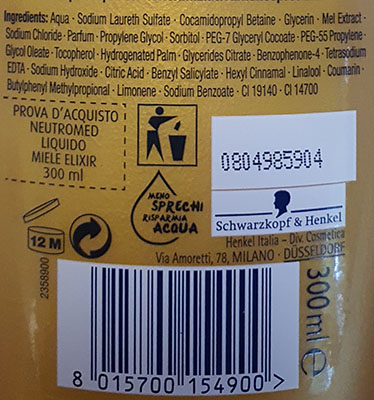 Ingredients: Aqua · Sodium Laureth Sulfate · Cocamidopropyl Betaine · Glycerin · Mel Extract ·
Sodium Chloride · Parfum · Propylene Glycol · Sorbitol · PEG-7 Glyceryl Cocoate · PEG-55 Propylene
Glycol Oleate · Tocopherol · Hydrogenated Palm · Glycerides Citrate · Benzophenone-4 · Tetrasodium
EDTA · Sodium Hydroxide · Citric Acid · Benzyl Salicylate · Hexyl Cinnamal · Linalool · Coumarin ·
Butylphenyl Methylpropional · Limonene · Sodium Benzoate · CI 19140 · CI 14700
PROVA D'ACQUISTO
NEUTROMED
LIQUIDO
MIELE ELIXIR
300 ml
0804985904
MENO
SPRECHI
RISPARMIA
ACQUA
Schwarzkopf & Henkel
Henkel Italia – Div. Cosmetica
Via Amoretti, 78, MILANO · DÜSSELDORF
12 M
2358900
300 ml e
8 015700 154900 >